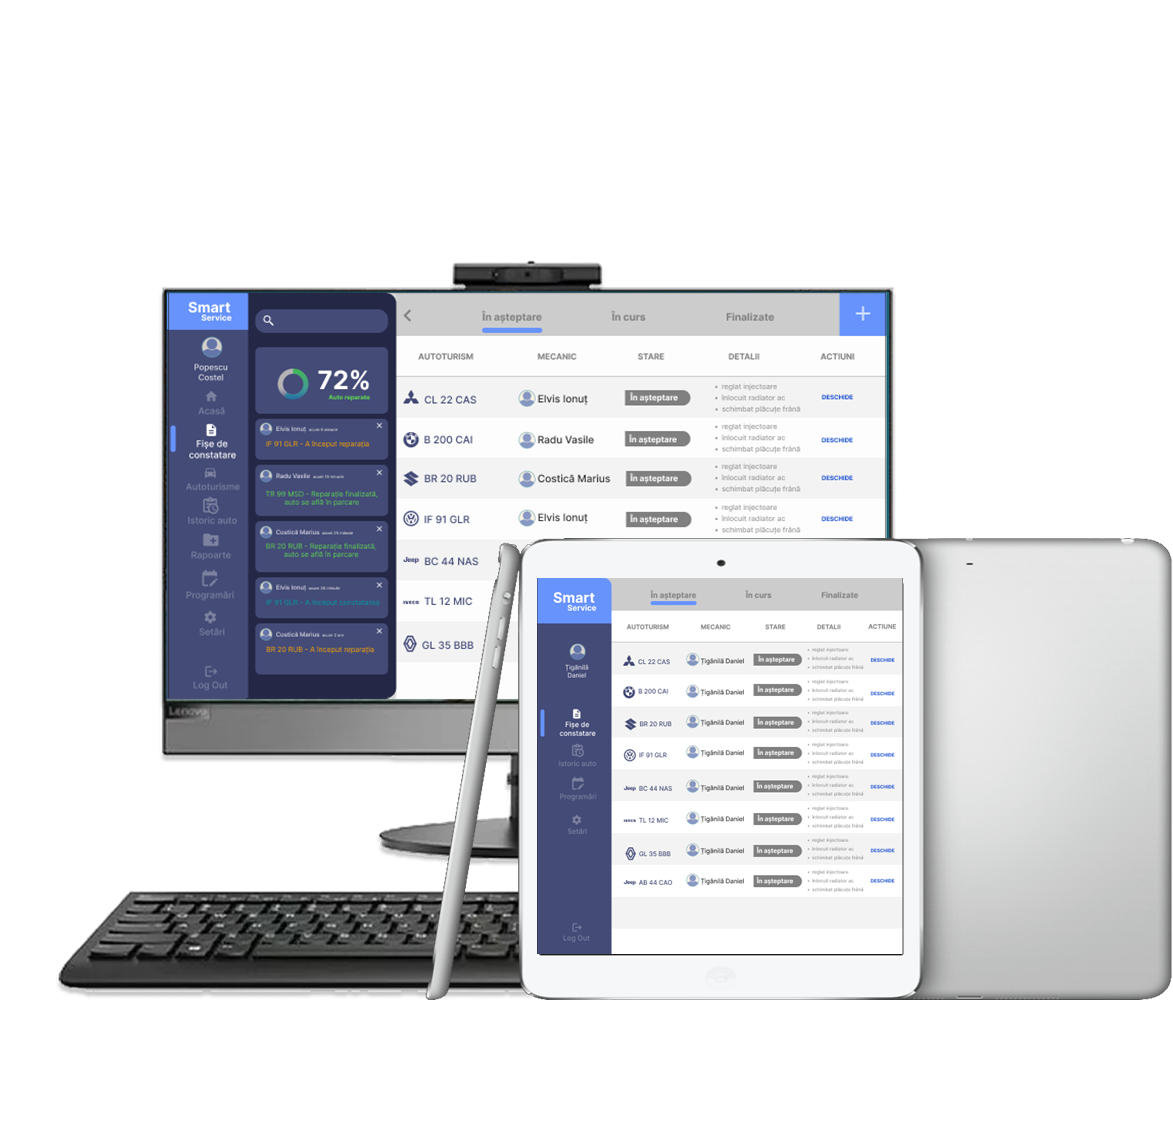 Smart
Service
Popescu
Costel
Acasă
Fișe de
constatare
Autoturisme
Istoric auto
Rapoarte
Programări
Setări
Log Out
72%
Auto reparate
Elvis Ionuț
IF 91 GLR - A început reparația
Radu Vasile
TR 99 MSD - Reparație finalizată,
auto se află în parcare
Costică Marius
BR 20 RUB - Reparație finalizată,
auto se află în parcare
Elvis Ionuț
IF 91 GLR - A început constatarea
Costică Marius
BR 20 RUB - A început reparația
În așteptare În curs Finalizate +
AUTOTURISM MECANIC STARE DETALII ACTIUNI
CL 22 CAS Elvis Ionuț În așteptare • reglat injectoare
• înlocuit radiator ac
• schimbat plăcuțe frână
DESCHIDE
B 200 CAI Radu Vasile În așteptare • reglat injectoare
• înlocuit radiator ac
• schimbat plăcuțe frână
DESCHIDE
BR 20 RUB Costică Marius În așteptare • reglat injectoare
• înlocuit radiator ac
• schimbat plăcuțe frână
DESCHIDE
IF 91 GLR Elvis Ionuț În așteptare • reglat injectoare
• înlocuit radiator ac
• schimbat plăcuțe frână
DESCHIDE
Jeep BC 44 NAS
IVECO TL 12 MIC
GL 35 BBB
Lenovo
Smart
Service
Țigănilă
Daniel
Fișe de
constatare
Istoric auto
Programări
Setări
Log Out
În așteptare În curs Finalizate
AUTOTURISM MECANIC STARE DETALII ACTIUNE
CL 22 CAS Țigănilă Daniel În așteptare • reglat injectoare
• înlocuit radiator ac
• schimbat plăcuțe frână
DESCHIDE
B 200 CAI Țigănilă Daniel În așteptare • reglat injectoare
• înlocuit radiator ac
• schimbat plăcuțe frână
DESCHIDE
BR 20 RUB Țigănilă Daniel În așteptare • reglat injectoare
• înlocuit radiator ac
• schimbat plăcuțe frână
DESCHIDE
IF 91 GLR Țigănilă Daniel În așteptare • reglat injectoare
• înlocuit radiator ac
• schimbat plăcuțe frână
DESCHIDE
Jeep BC 44 NAS Țigănilă Daniel În așteptare • reglat injectoare
• înlocuit radiator ac
• schimbat plăcuțe frână
DESCHIDE
IVECO TL 12 MIC Țigănilă Daniel În așteptare • reglat injectoare
• înlocuit radiator ac
• schimbat plăcuțe frână
DESCHIDE
GL 35 BBB Țigănilă Daniel În așteptare • reglat injectoare
• înlocuit radiator ac
• schimbat plăcuțe frână
DESCHIDE
Jeep AB 44 CAO Țigănilă Daniel În așteptare • reglat injectoare
• înlocuit radiator ac
• schimbat plăcuțe frână
DESCHIDE